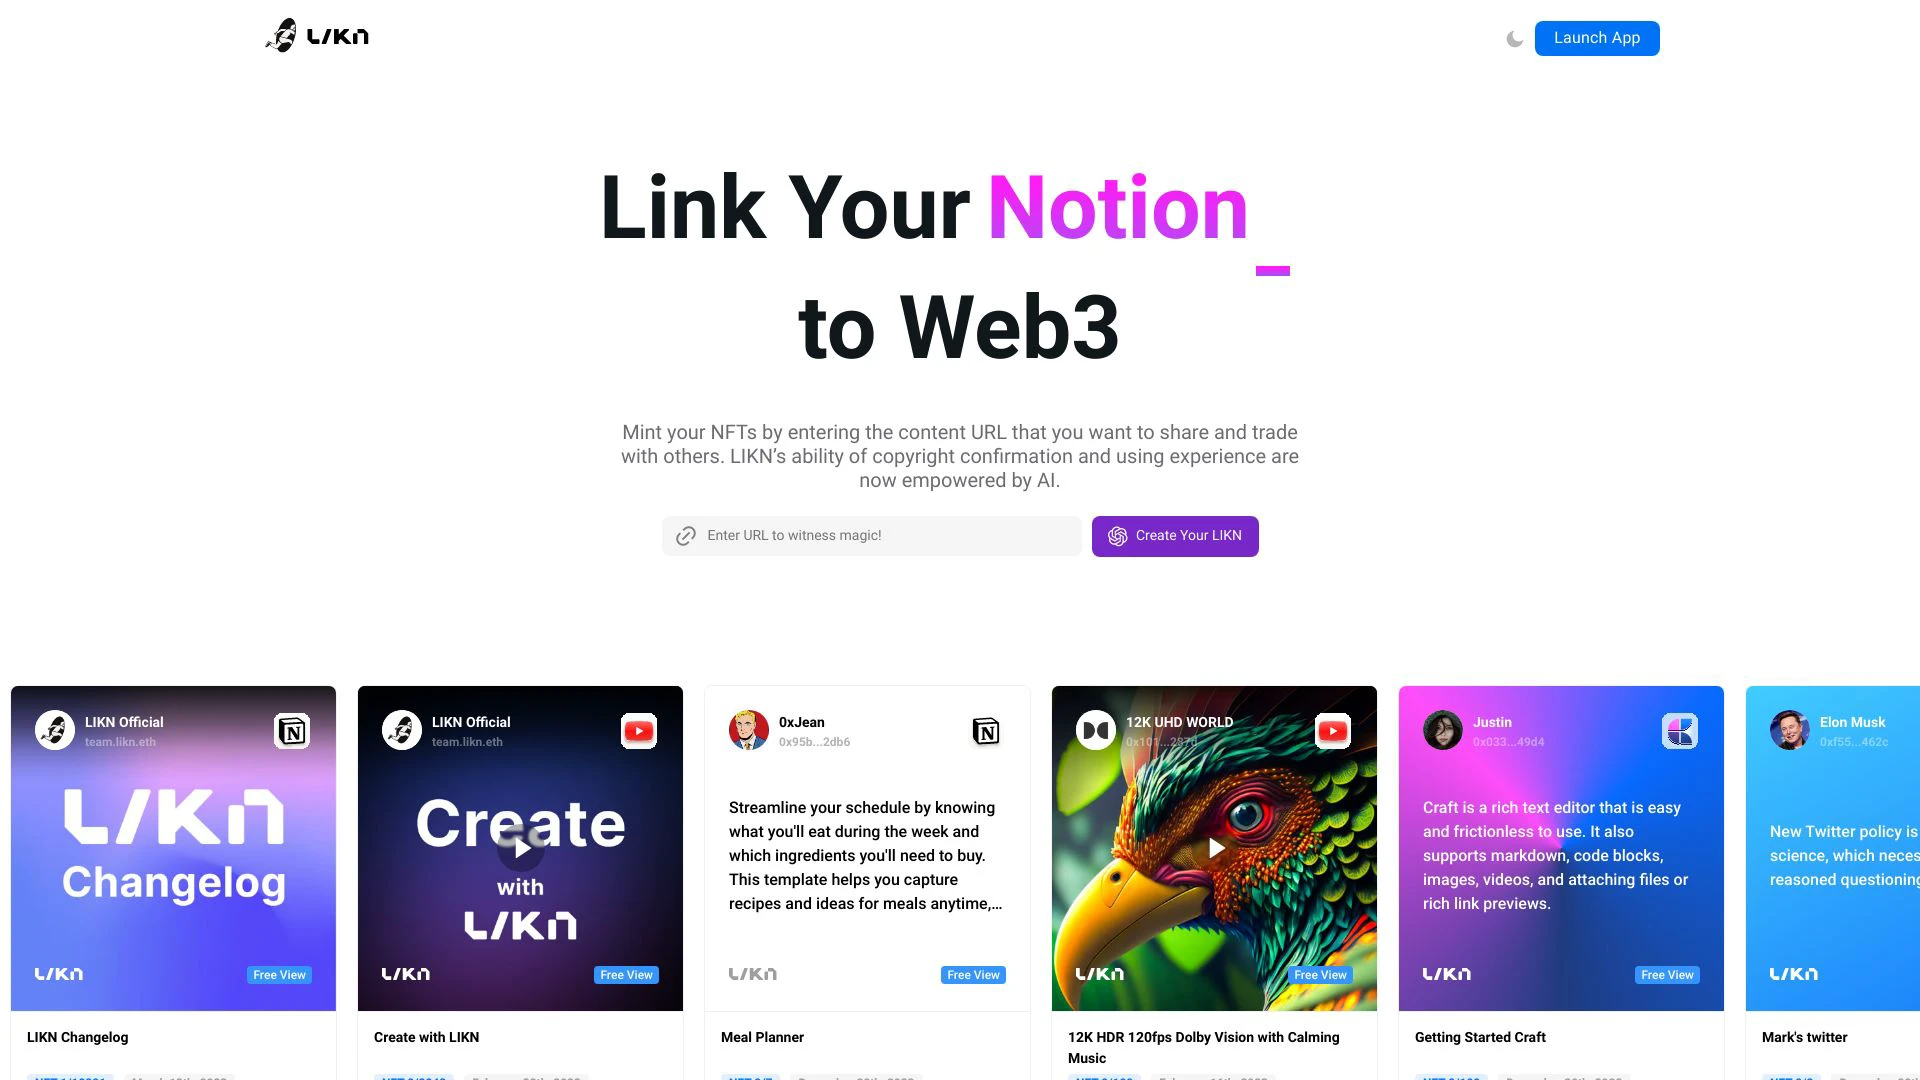 LIKN
Launch App
Link Your Notion_
to Web3
Mint your NFTs by entering the content URL that you want to share and trade
with others. LIKN’s ability of copyright confirmation and using experience are
now empowered by AI.
Enter URL to witness magic!
Create Your LIKN
LIKN Official
team.likn.eth
LIKN
Changelog
LIKN
Free View
LIKN Changelog
LIKN Official
team.likn.eth
Create
with
LIKN
LIKN
Free View
Create with LIKN
0xJean
0x95b...2db6
Streamline your schedule by knowing
what you'll eat during the week and
which ingredients you'll need to buy.
This template helps you capture
recipes and ideas for meals anytime,...
LIKN
Free View
Meal Planner
12K UHD WORLD
0x101...287d
LIKN
Free View
12K HDR 120fps Dolby Vision with Calming
Music
Justin
0x033...49d4
Craft is a rich text editor that is easy
and frictionless to use. It also
supports markdown, code blocks,
images, videos, and attaching files or
rich link previews.
LIKN
Free View
Getting Started Craft
Elon Musk
0xf55...462c
New Twitter policy is
science, which neces
reasoned questioning
LIKN
Mark's twitter